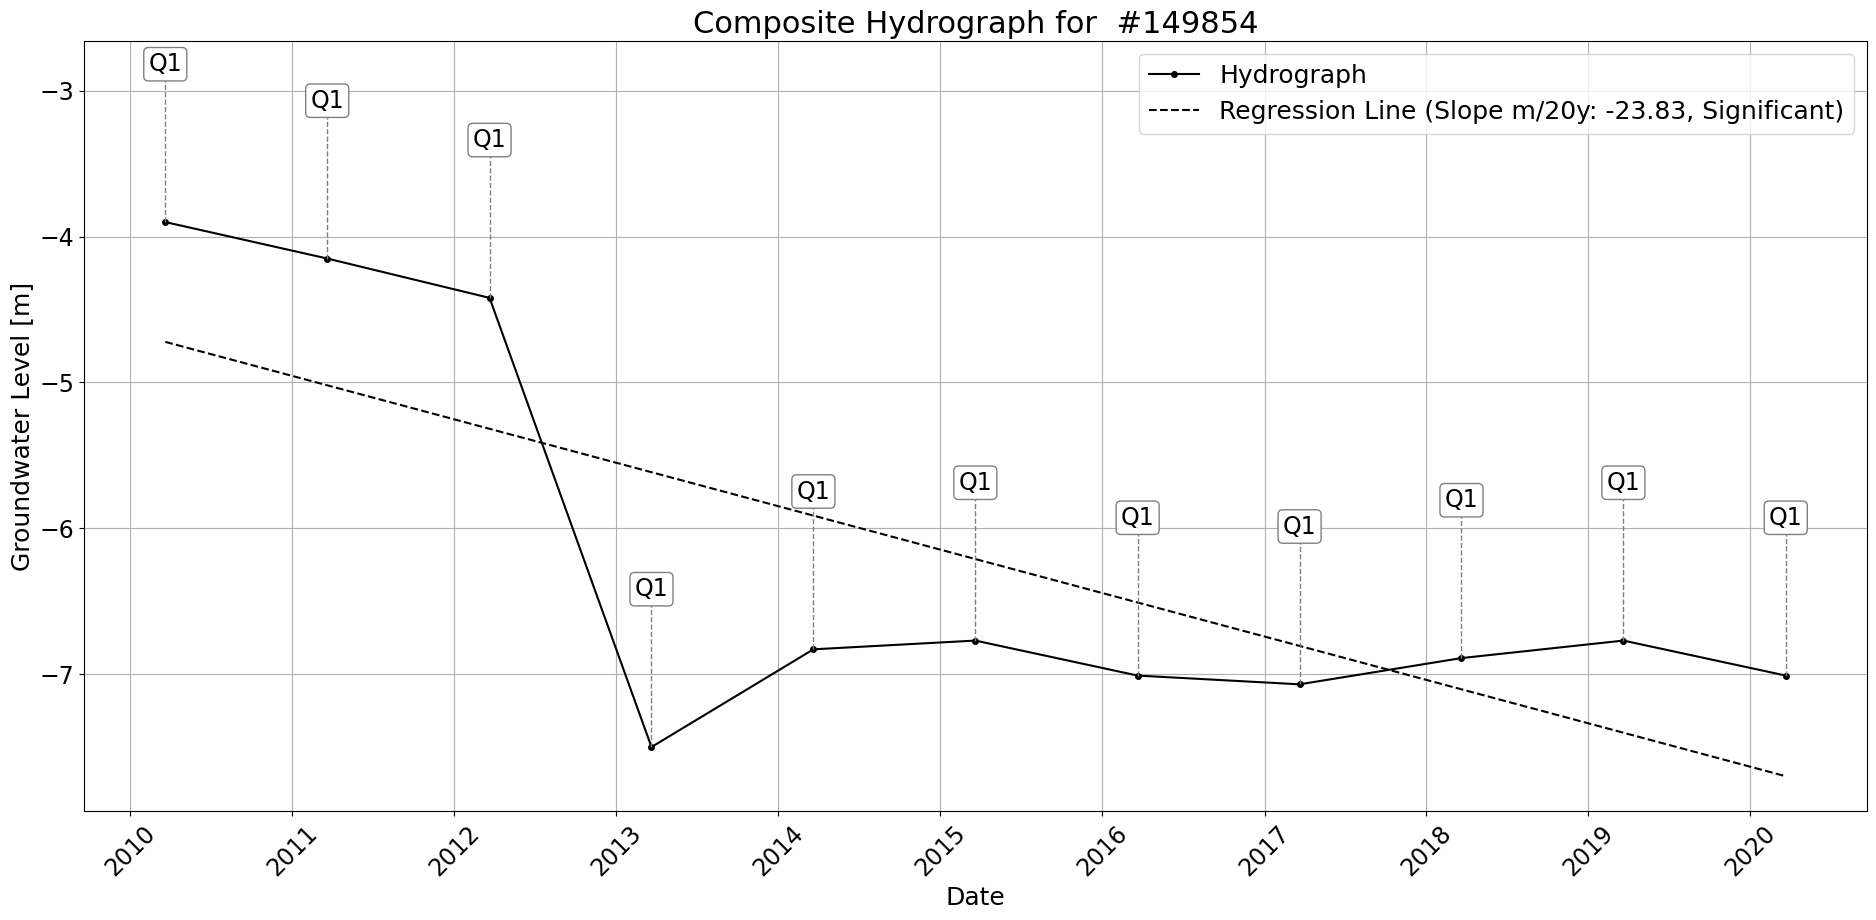 Composite Hydrograph for  #149854
Hydrograph
Regression Line (Slope m/20y: -23.83, Significant)
Q1
Q1
Q1
Q1
Q1
Q1
Q1
Q1
Q1
Q1
Q1
Groundwater Level [m]
−3
−4
−5
−6
−7
2010
2011
2012
2013
2014
2015
2016
2017
2018
2019
2020
Date